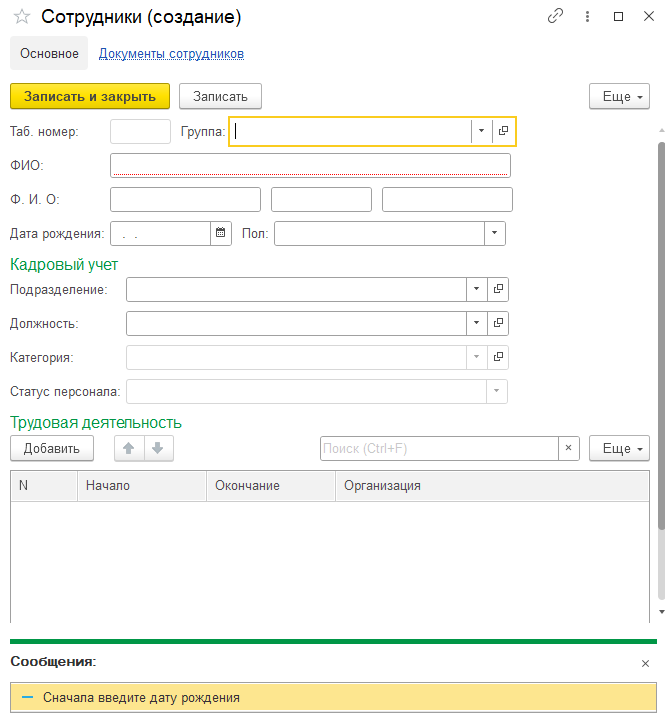 Сотрудники (создание)
Основное Документы сотрудников
Записать и закрыть Записать Еще
Таб. номер: Группа:
ФИО:
Ф. И. О:
Дата рождения: . . Пол:
Кадровый учет
Подразделение:
Должность:
Категория:
Статус персонала:
Трудовая деятельность
Добавить Поиск (Ctrl+F) × Еще
N Начало Окончание Организация
Сообщения:
Сначала введите дату рождения